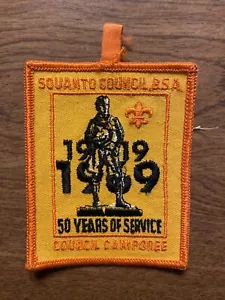 SQUANTO COUNCIL, B.S.A.
1919
1969
50 YEARS OF SERVICE
COUNCIL CAMPOREE